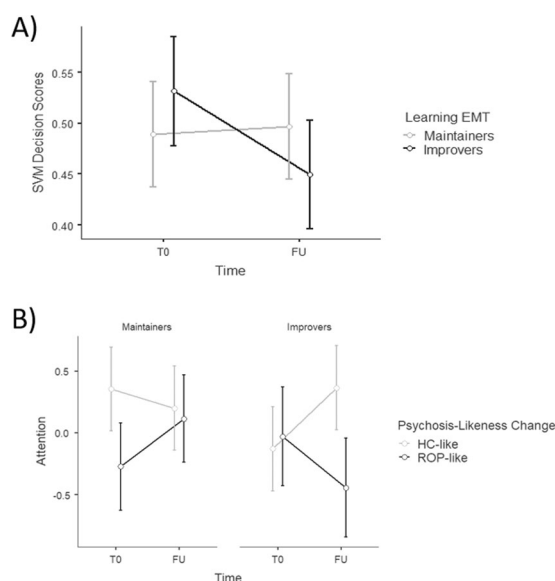 A)
SVM Decision Scores
0.55
0.50
0.45
0.40
T0
FU
Time
Learning EMT
Maintainers
Improvers
B)
Maintainers
Improvers
Attention
0.5
0.0
-0.5
T0
FU
T0
FU
Time
Psychosis-Likeness Change
HC-like
ROP-like